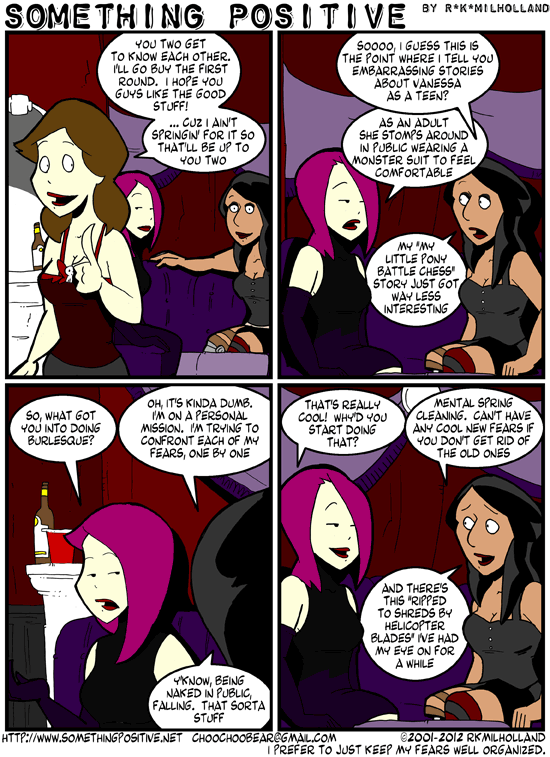 SOMETHING POSITIVE
BY R*K*MILHOLLAND
YOU TWO GET
TO KNOW EACH OTHER.
I'LL GO BUY THE FIRST
ROUND. I HOPE YOU
GUYS LIKE THE GOOD
STUFF!
... CUZ I AIN'T
SPRINGIN' FOR IT SO
THAT'LL BE UP TO
YOU TWO
SOOOO, I GUESS THIS IS
THE POINT WHERE I TELL YOU
EMBARRASSING STORIES
ABOUT VANESSA
AS A TEEN?
AS AN ADULT
SHE STOMPS AROUND
IN PUBLIC WEARING A
MONSTER SUIT TO FEEL
COMFORTABLE
MY "MY
LITTLE PONY
BATTLE CHESS"
STORY JUST GOT
WAY LESS
INTERESTING
SO, WHAT GOT
YOU INTO DOING
BURLESQUE?
OH, IT'S KINDA DUMB.
I'M ON A PERSONAL
MISSION. I'M TRYING TO
CONFRONT EACH OF MY
FEARS, ONE BY ONE
Y'KNOW, BEING
NAKED IN PUBLIC,
FALLING. THAT SORTA
STUFF
THAT'S REALLY
COOL! WHY'D YOU
START DOING
THAT?
MENTAL SPRING
CLEANING. CAN'T HAVE
ANY COOL NEW FEARS IF
YOU DON'T GET RID OF
THE OLD ONES
AND THERE'S
THIS "RIPPED
TO SHREDS BY
HELICOPTER
BLADES" I'VE HAD
MY EYE ON FOR
A WHILE
HTTP://WWW.SOMETHINGPOSITIVE.NET CHOOCHOOBEAR@GMAIL.COM ©2001-2012 RKMILHOLLAND
I PREFER TO JUST KEEP MY FEARS WELL ORGANIZED.